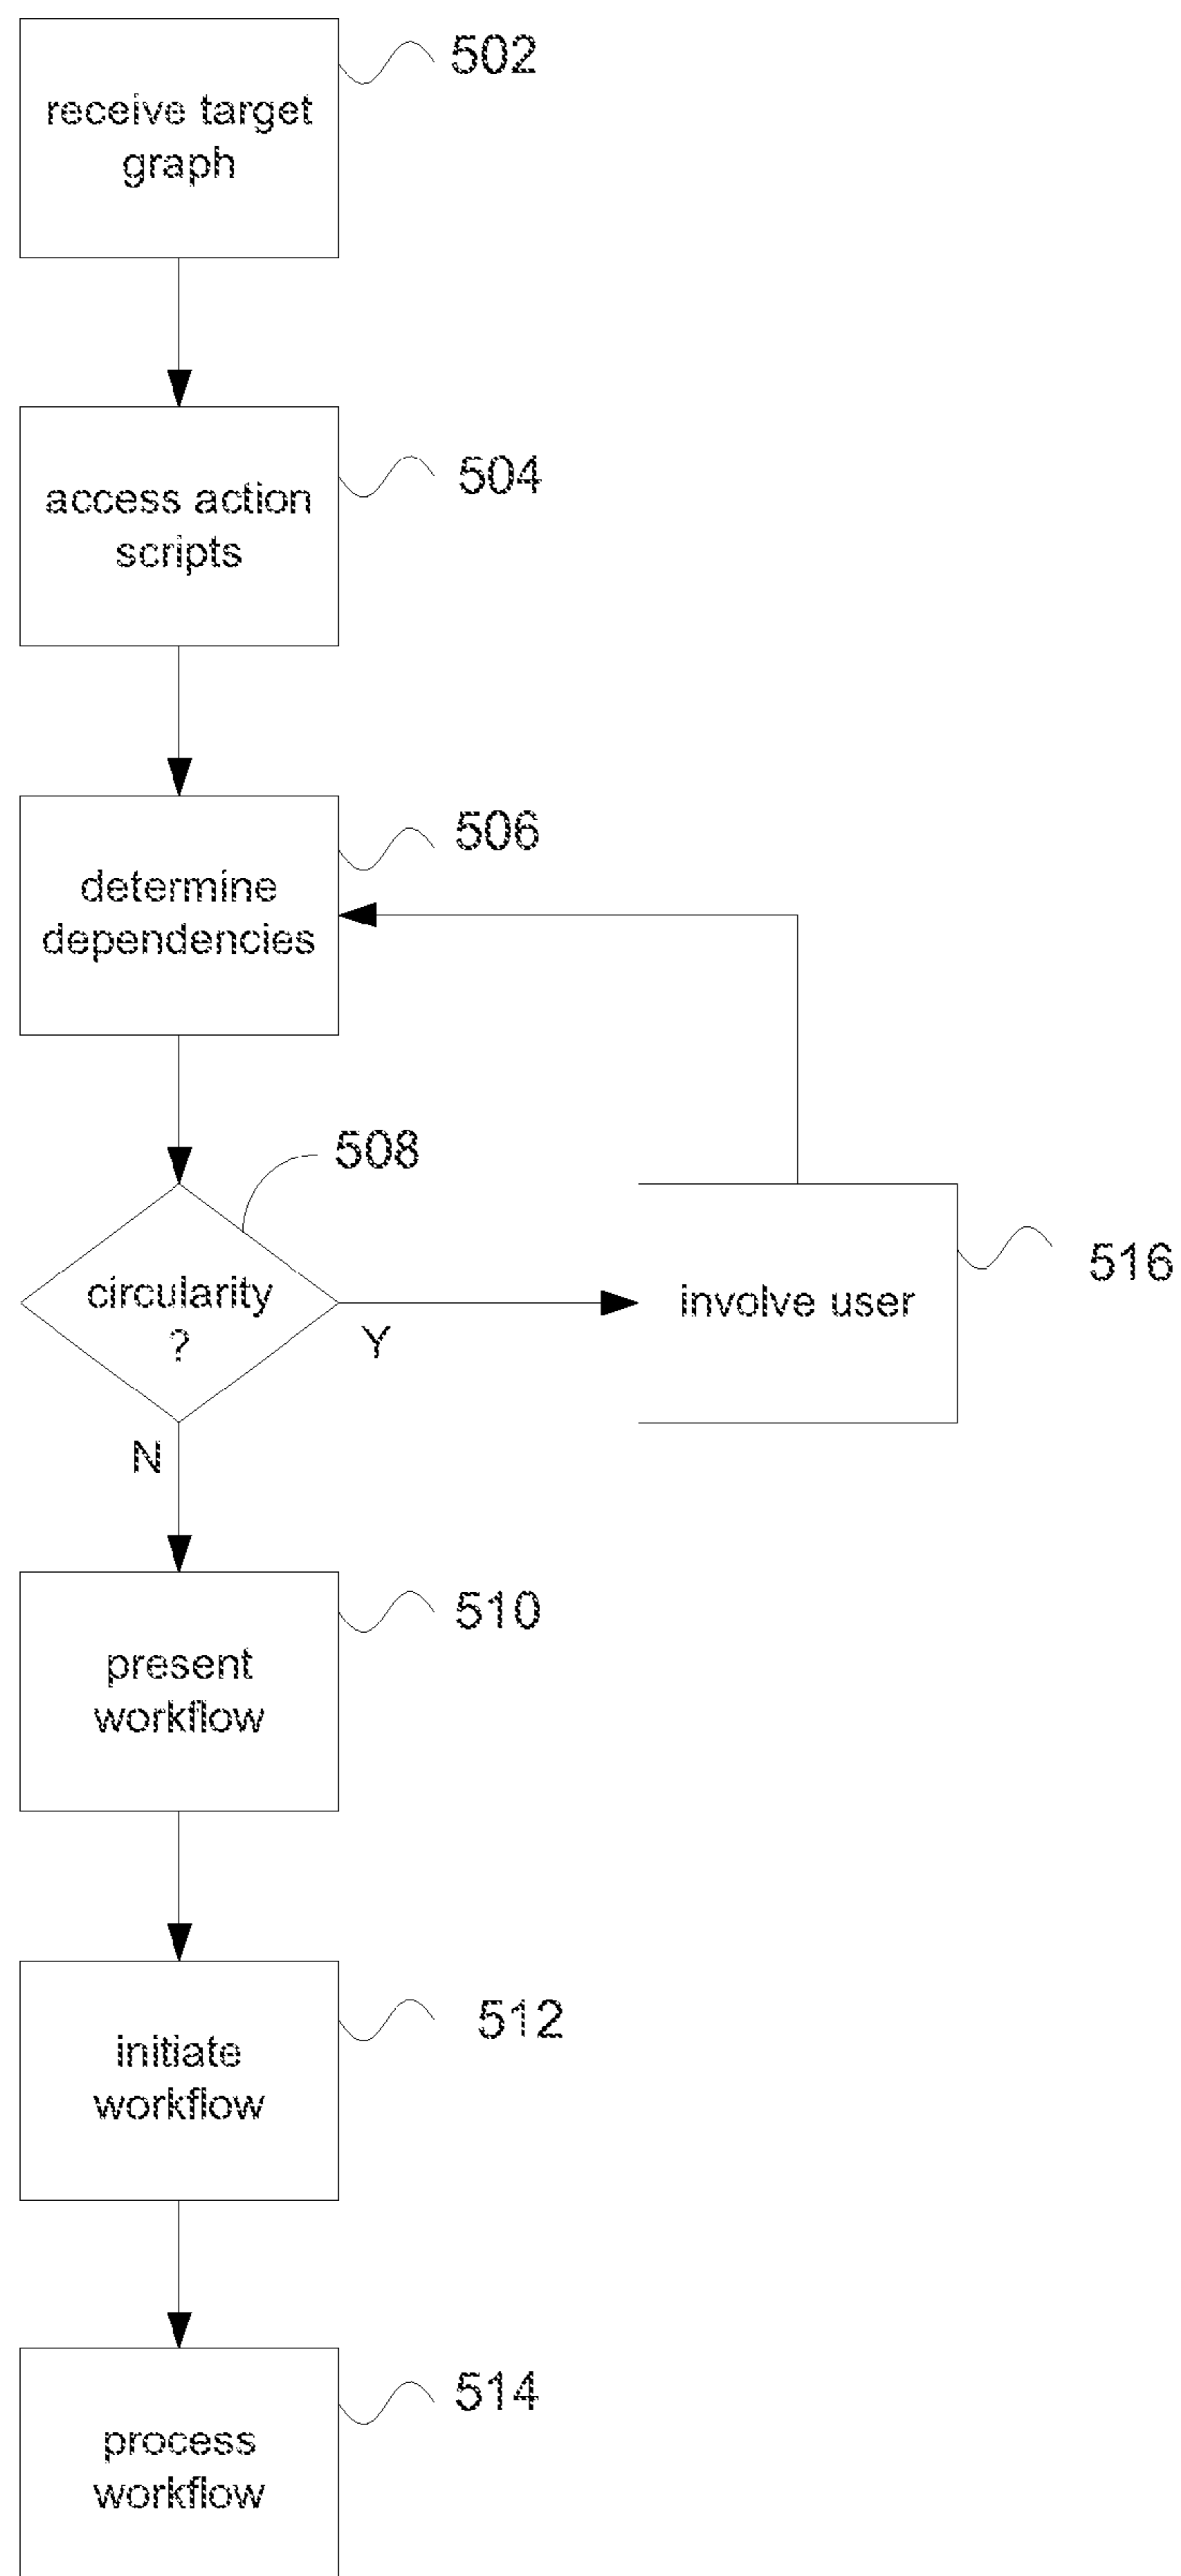 502
receive target
graph
504
access action
scripts
506
determine
dependencies
508
circularity
?
Y
involve user
516
N
510
present
workflow
512
initiate
workflow
514
process
workflow